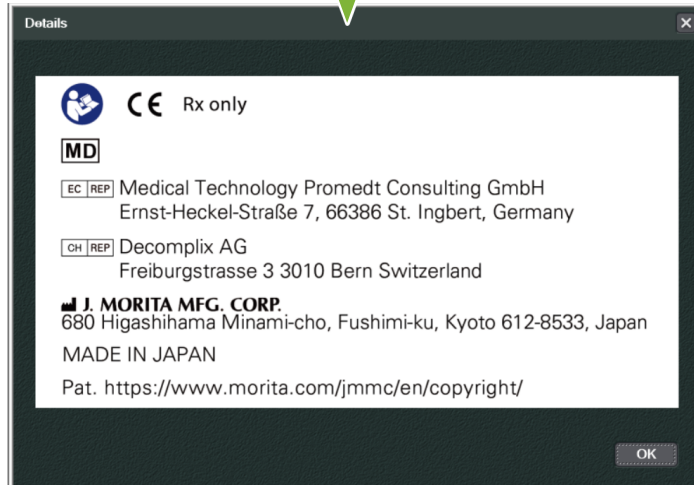 Details
CE Rx only
MD
EC REP Medical Technology Promedt Consulting GmbH
Ernst-Heckel-Straße 7, 66386 St. Ingbert, Germany
CH REP Decomplix AG
Freiburgstrasse 3 3010 Bern Switzerland
J. MORITA MFG. CORP.
680 Higashihama Minami-cho, Fushimi-ku, Kyoto 612-8533, Japan
MADE IN JAPAN
Pat. https://www.morita.com/jmmc/en/copyright/
OK